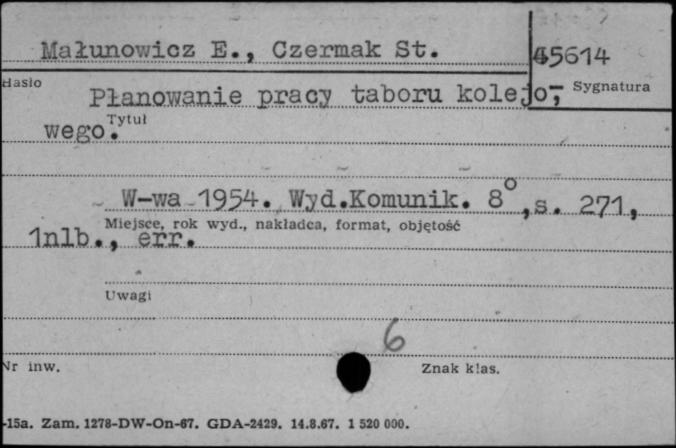 Małunowicz E., Czermak St.
45614
Hasło
Sygnatura
Planowanie pracy taboru kolejo-
Tytuł
wego.
W-wa 1954. Wyd.Komunik. 8°, s. 271,
Miejsce, rok wyd., nakładca, format, objętość
1nlb., err.
Uwagi
6
Nr inw.
Znak klas.
-15a. Zam. 1278-DW-On-67. GDA-2429. 14.8.67. 1 520 000.